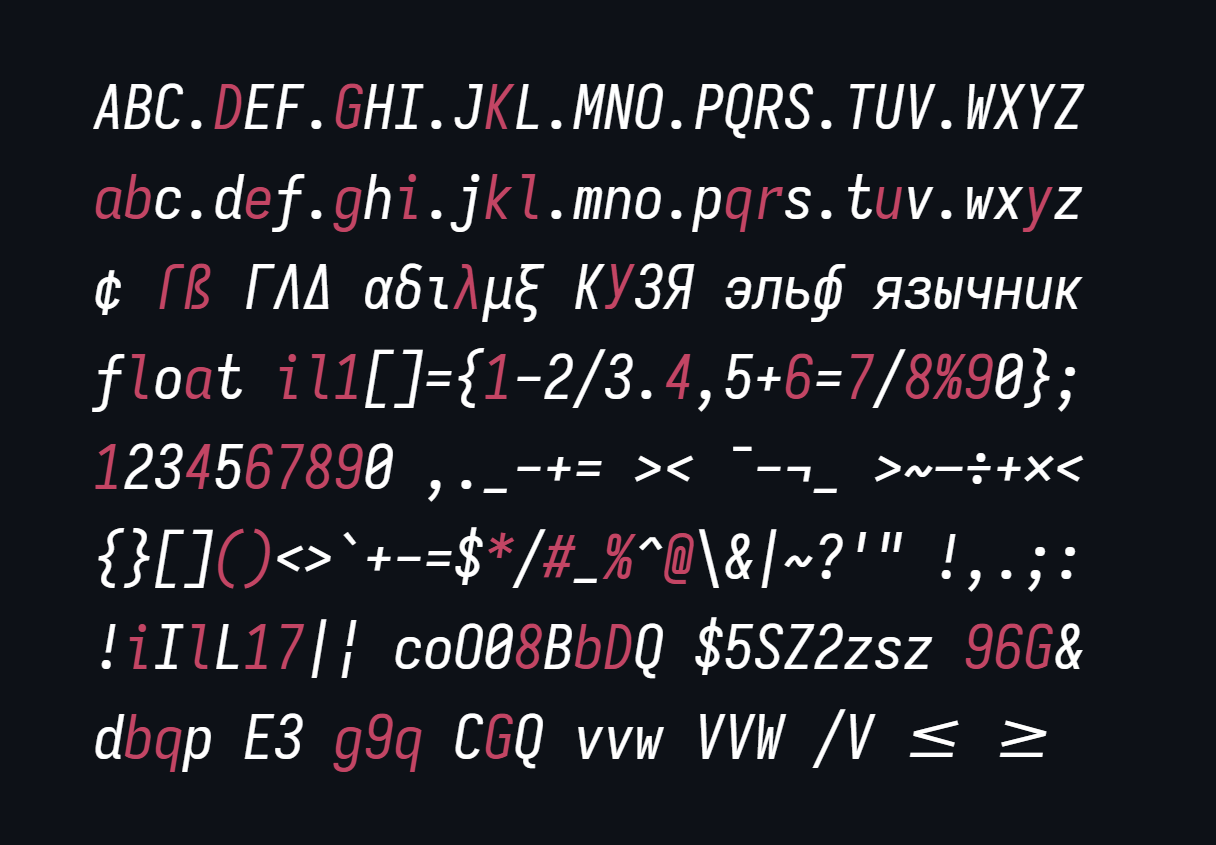 ABC.DEF.GHI.JKL.MNO.PQRS.TUV.WXYZ
abc.def.ghi.jkl.mno.pqrs.tuv.wxyz
¢ ſß ΓΛΔ αδιλμξ КУЗЯ эльф язычник
float il1[]={1-2/3.4,5+6=7/8%90};
1234567890 ,._-+= >< ¯-¬_ >~–÷+×<
{}[]()<>`+-=$*/#_%^@\&|~?'" !,.;:
!iIlL17|¦ coO08BbDQ $5SZ2zsz 96G&
dbqp E3 g9q CGQ vvw VVW /V ≤ ≥